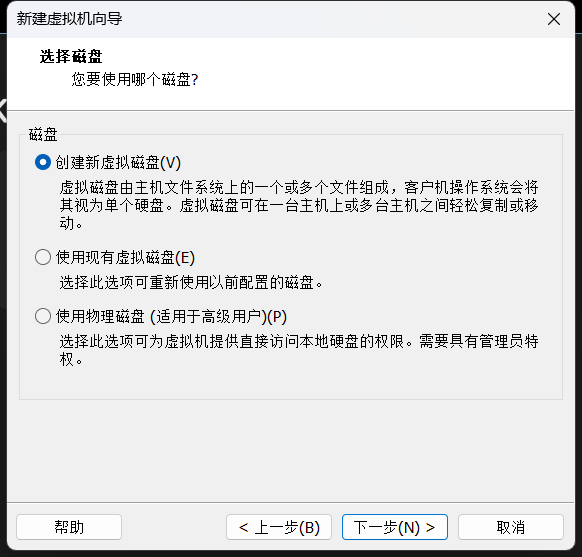 新建虚拟机向导
选择磁盘
您要使用哪个磁盘?
磁盘
创建新虚拟磁盘(V)
虚拟磁盘由主机文件系统上的一个或多个文件组成，客户机操作系统会将
其视为单个硬盘。虚拟磁盘可在一台主机上或多台主机之间轻松复制或移
动。
使用现有虚拟磁盘(E)
选择此选项可重新使用以前配置的磁盘。
使用物理磁盘 (适用于高级用户)(P)
选择此选项可为虚拟机提供直接访问本地硬盘的权限。需要具有管理员特
权。
帮助
< 上一步(B)
下一步(N) >
取消